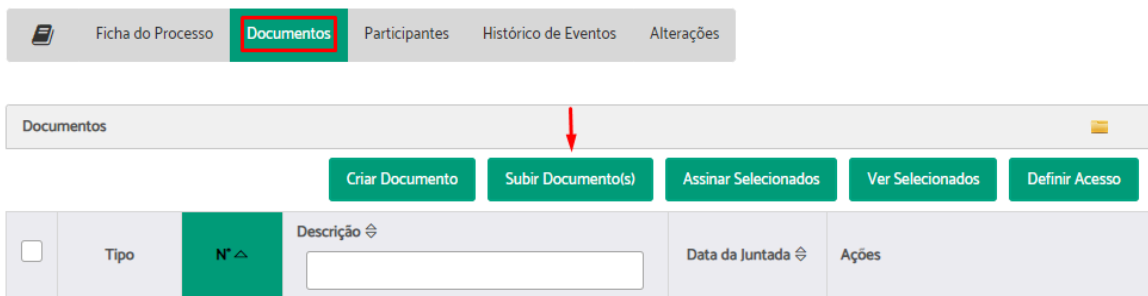 Ficha do Processo Documentos Participantes Histórico de Eventos Alterações
Documentos
Criar Documento Subir Documento(s) Assinar Selecionados Ver Selecionados Definir Acesso
Tipo N° Descrição Data da Juntada Ações